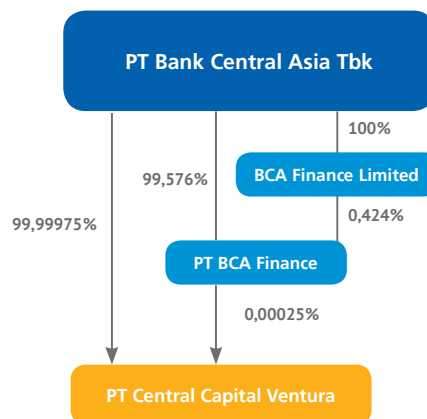 PT Bank Central Asia Tbk
100%
99,576%
BCA Finance Limited
99,99975%
0,424%
PT BCA Finance
0,00025%
PT Central Capital Ventura